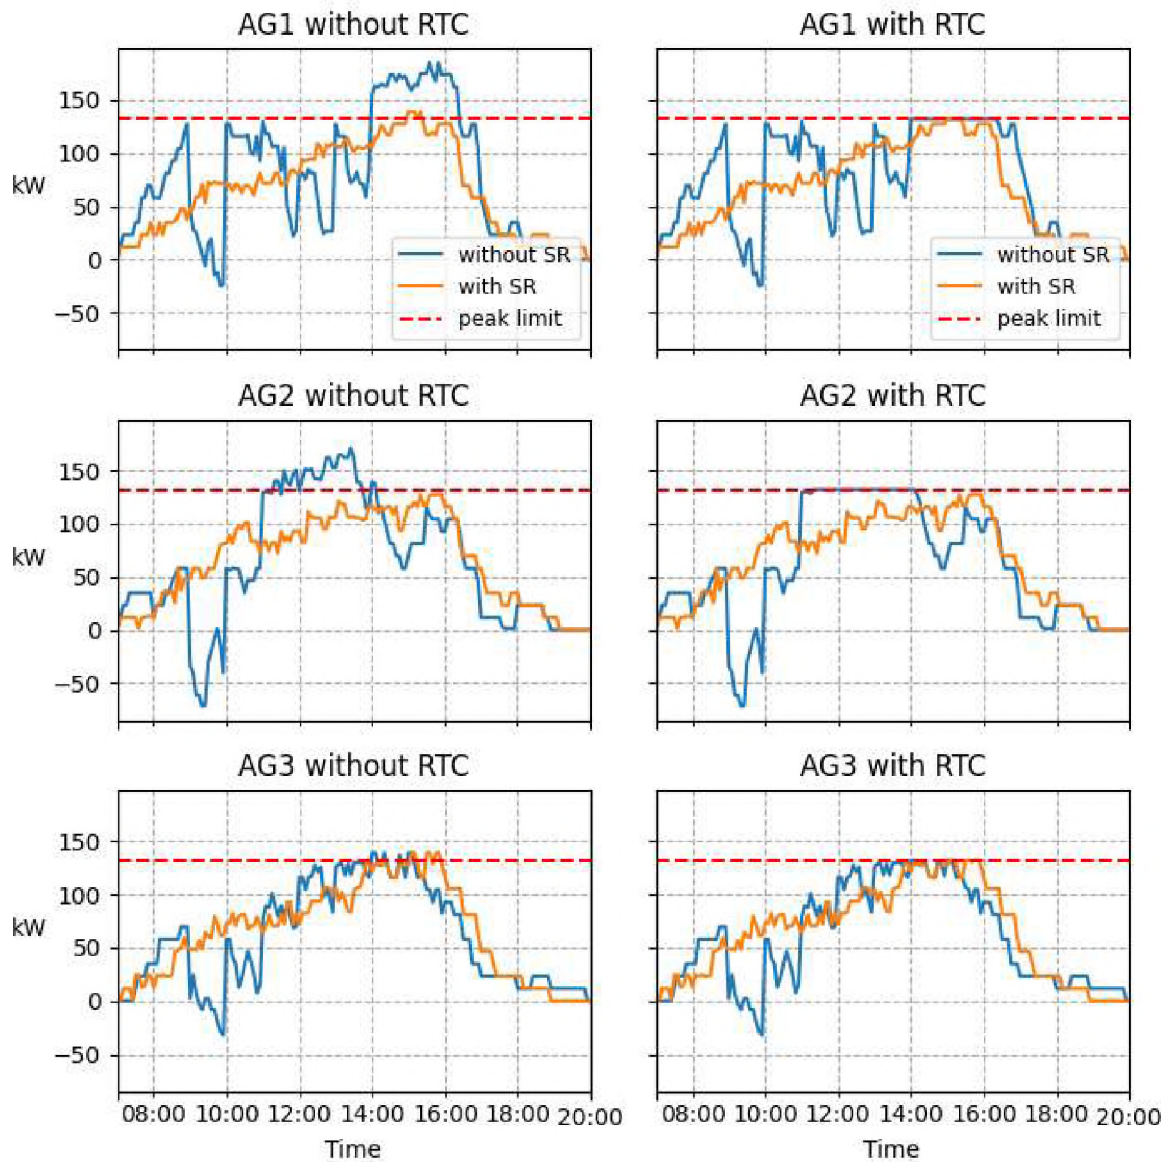 AG1 without RTC
AG1 with RTC
150
100
50
0
−50
kW
without SR
with SR
peak limit
without SR
with SR
peak limit
AG2 without RTC
AG2 with RTC
150
100
50
0
−50
kW
AG3 without RTC
AG3 with RTC
150
100
50
0
−50
kW
08:00 10:00 12:00 14:00 16:00 18:00 20:00
08:00 10:00 12:00 14:00 16:00 18:00 20:00
Time
Time